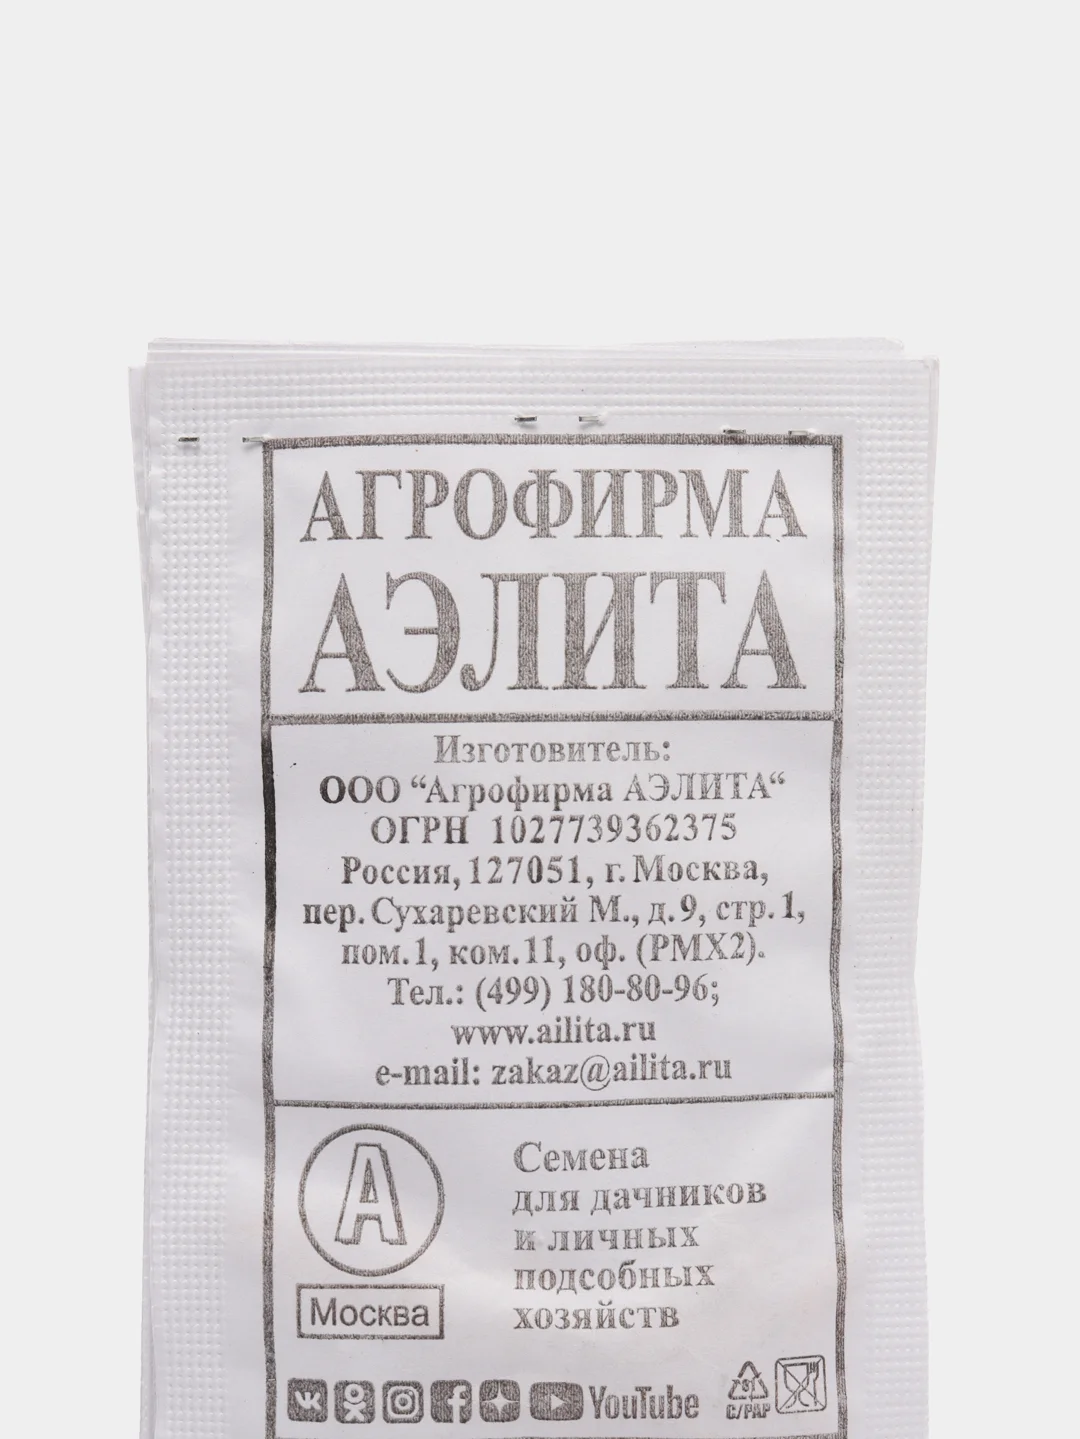 АГРОФИРМА
АЭЛИТА
Изготовитель:
ООО “Агрофирма АЭЛИТА“
ОГРН 1027739362375
Россия, 127051, г. Москва,
пер. Сухаревский М., д. 9, стр. 1,
пом. 1, ком. 11, оф. (РМХ2).
Тел.: (499) 180-80-96;
www.ailita.ru
e-mail: zakaz@ailita.ru
А
Москва
Семена
для дачников
и личных
подсобных
хозяйств
YouTube
C/PAP